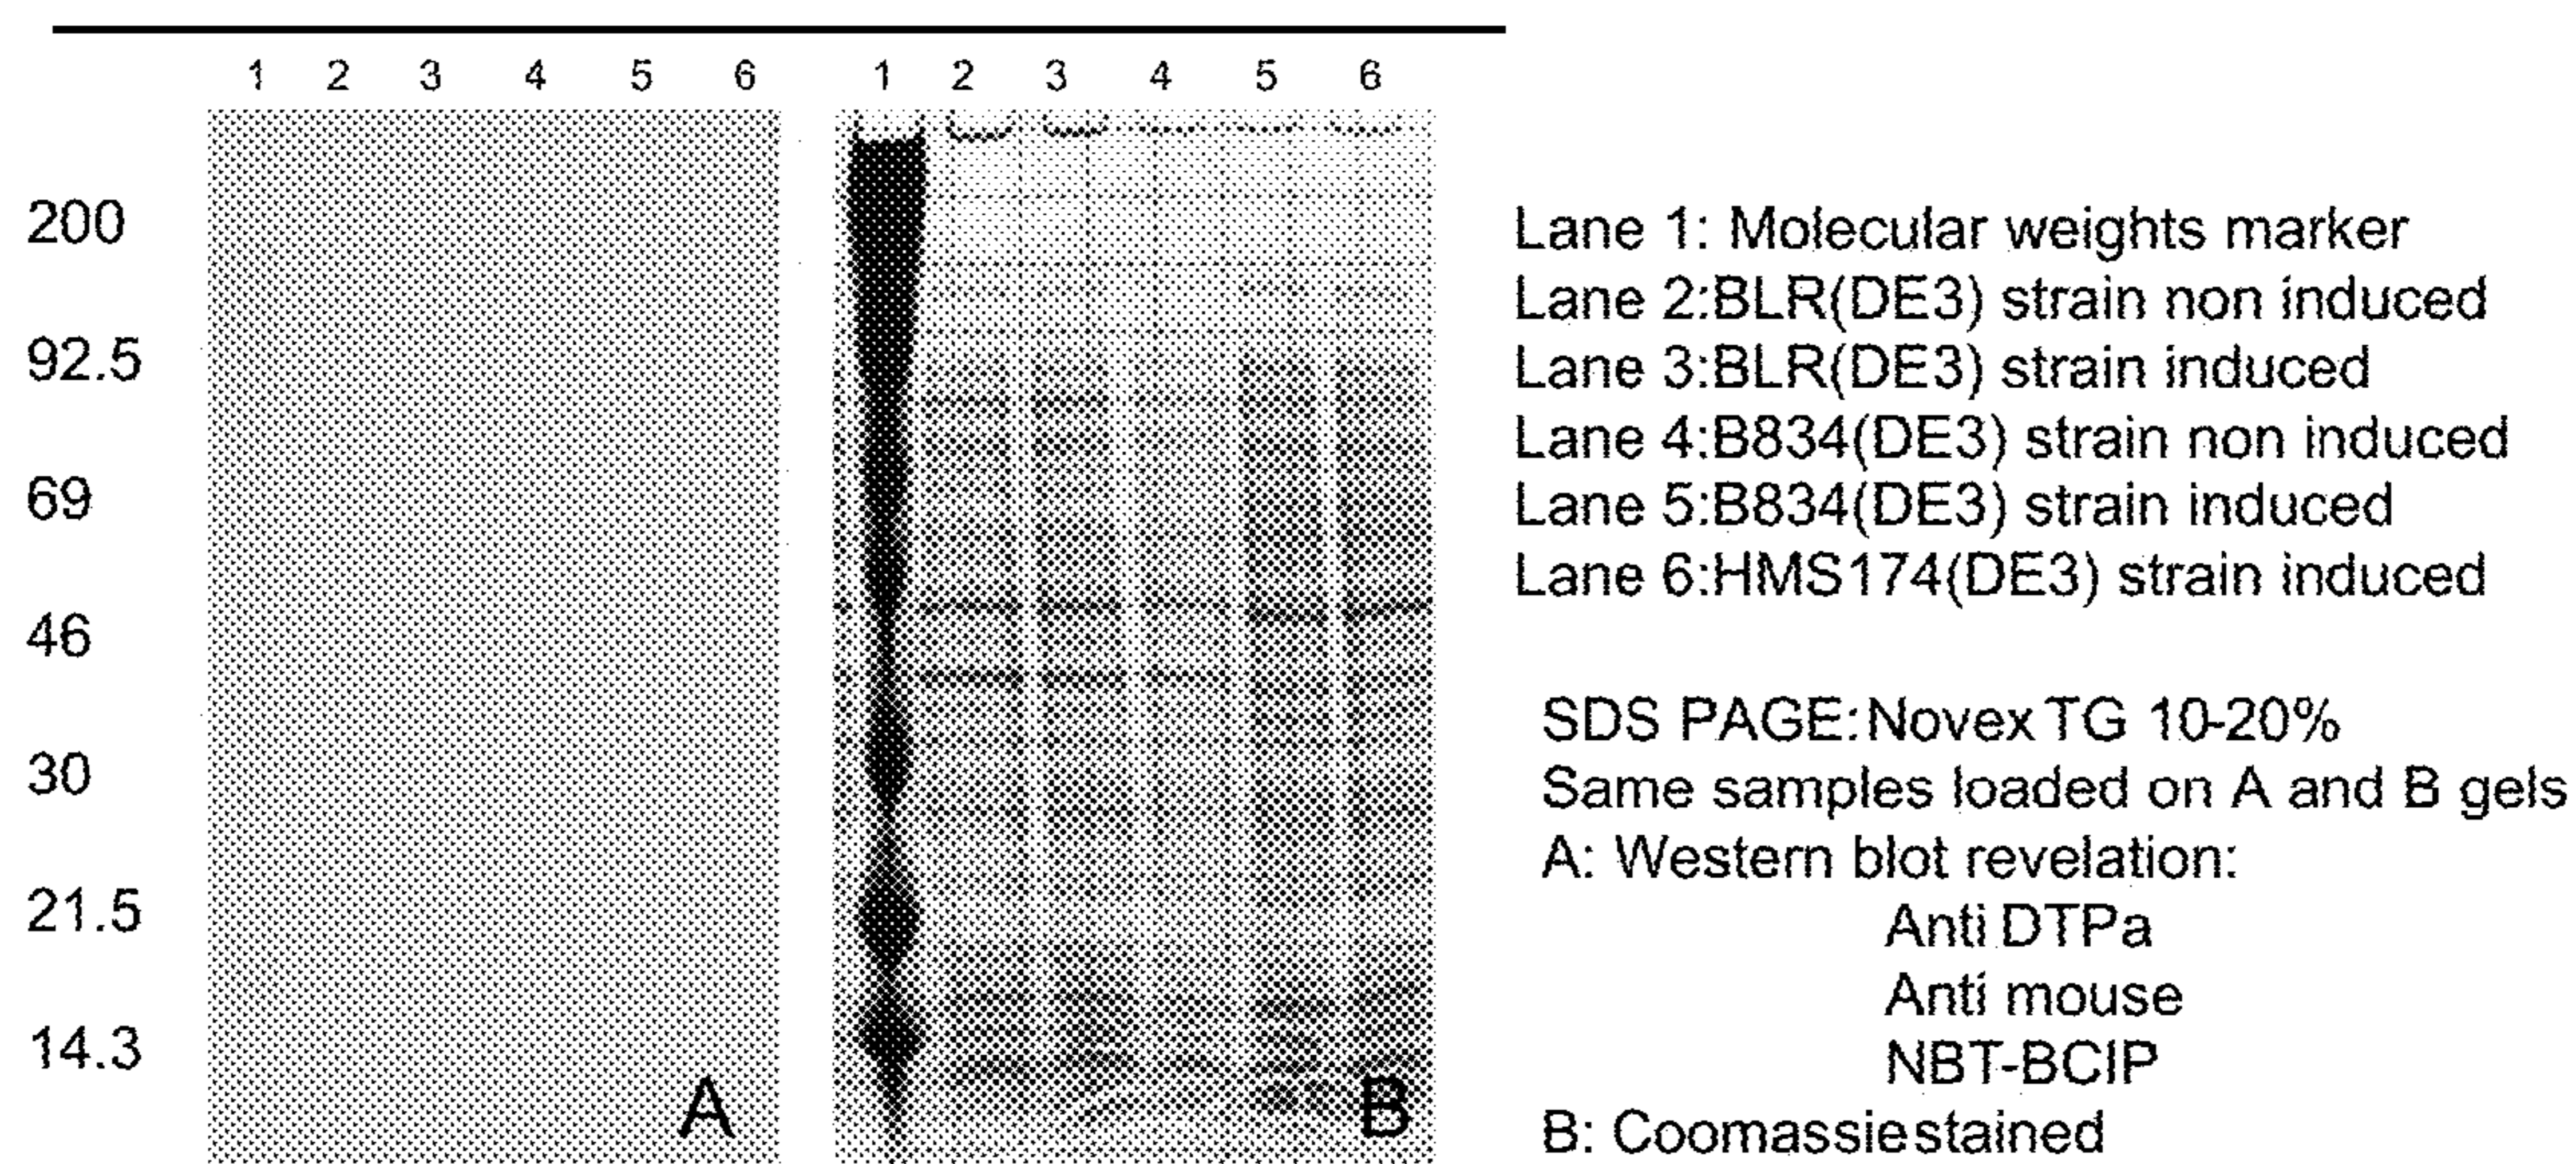 1 2 3 4 5 6 1 2 3 4 5 6
200
92.5
69
46
30
21.5
14.3
A
B
Lane 1: Molecular weights marker
Lane 2:BLR(DE3) strain non induced
Lane 3:BLR(DE3) strain induced
Lane 4:B834(DE3) strain non induced
Lane 5:B834(DE3) strain induced
Lane 6:HMS174(DE3) strain induced
SDS PAGE:Novex TG 10-20%
Same samples loaded on A and B gels
A: Western blot revelation:
Anti DTPa
Anti mouse
NBT-BCIP
B: Coomassiestained